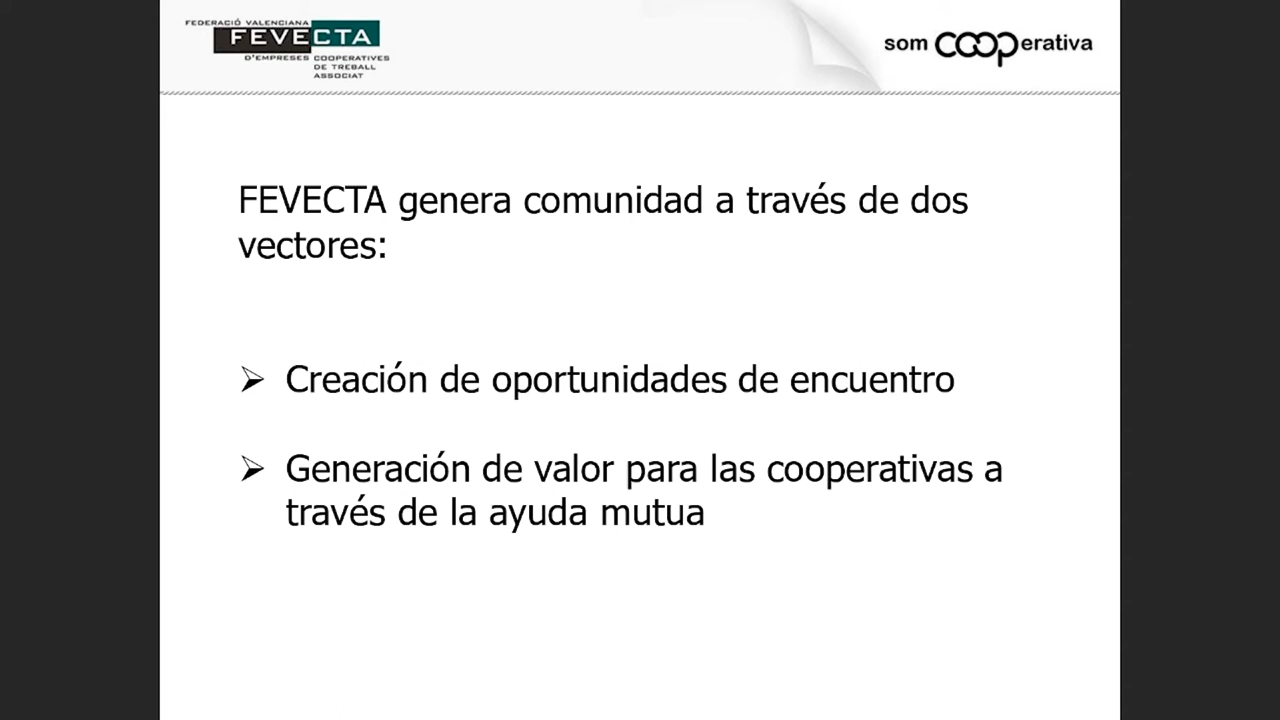 FEDERACIÓ VALENCIANA
FEVECTA
D'EMPRESES COOPERATIVES
DE TREBALL
ASSOCIAT
som cooperativa
FEVECTA genera comunidad a través de dos
vectores:
➢ Creación de oportunidades de encuentro
➢ Generación de valor para las cooperativas a
través de la ayuda mutua